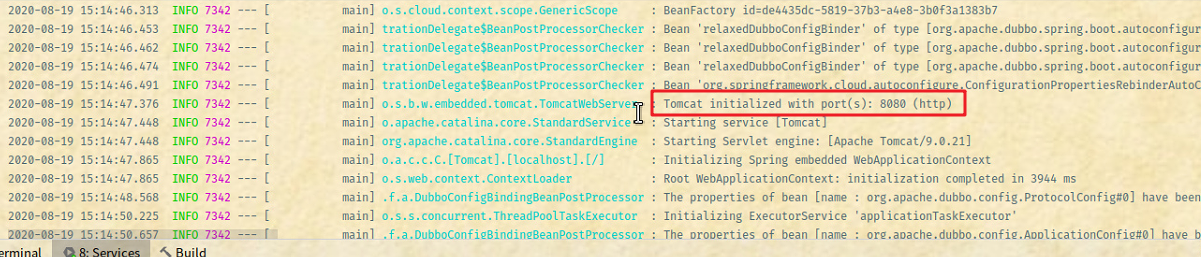 2020-08-19 15:14:46.313 INFO 7342 --- [ main] o.s.cloud.context.scope.GenericScope : BeanFactory id=de4435dc-5819-37b3-a4e8-3b0f3a1383b7
2020-08-19 15:14:46.453 INFO 7342 --- [ main] trationDelegate$BeanPostProcessorChecker : Bean 'relaxedDubboConfigBinder' of type [org.apache.dubbo.spring.boot.autoconfigur
2020-08-19 15:14:46.462 INFO 7342 --- [ main] trationDelegate$BeanPostProcessorChecker : Bean 'relaxedDubboConfigBinder' of type [org.apache.dubbo.spring.boot.autoconfigur
2020-08-19 15:14:46.474 INFO 7342 --- [ main] trationDelegate$BeanPostProcessorChecker : Bean 'relaxedDubboConfigBinder' of type [org.apache.dubbo.spring.boot.autoconfigur
2020-08-19 15:14:46.491 INFO 7342 --- [ main] trationDelegate$BeanPostProcessorChecker : Bean 'org.springframework.cloud.autoconfigure.ConfigurationPropertiesRebinderAutoC
2020-08-19 15:14:47.376 INFO 7342 --- [ main] o.s.b.w.embedded.tomcat.TomcatWebServer : Tomcat initialized with port(s): 8080 (http)
2020-08-19 15:14:47.448 INFO 7342 --- [ main] o.apache.catalina.core.StandardService : Starting service [Tomcat]
2020-08-19 15:14:47.448 INFO 7342 --- [ main] org.apache.catalina.core.StandardEngine : Starting Servlet engine: [Apache Tomcat/9.0.21]
2020-08-19 15:14:47.865 INFO 7342 --- [ main] o.a.c.c.C.[Tomcat].[localhost].[/] : Initializing Spring embedded WebApplicationContext
2020-08-19 15:14:47.865 INFO 7342 --- [ main] o.s.web.context.ContextLoader : Root WebApplicationContext: initialization completed in 3944 ms
2020-08-19 15:14:48.568 INFO 7342 --- [ main] .f.a.DubboConfigBindingBeanPostProcessor : The properties of bean [name : org.apache.dubbo.config.ProtocolConfig#0] have been
2020-08-19 15:14:50.225 INFO 7342 --- [ main] o.s.s.concurrent.ThreadPoolTaskExecutor : Initializing ExecutorService 'applicationTaskExecutor'
2020-08-19 15:14:50.657 INFO 7342 --- [ main] .f.a.DubboConfigBindingBeanPostProcessor : The properties of bean [name : org.apache.dubbo.config.ApplicationConfig#0] have b
erminal 8: Services Build